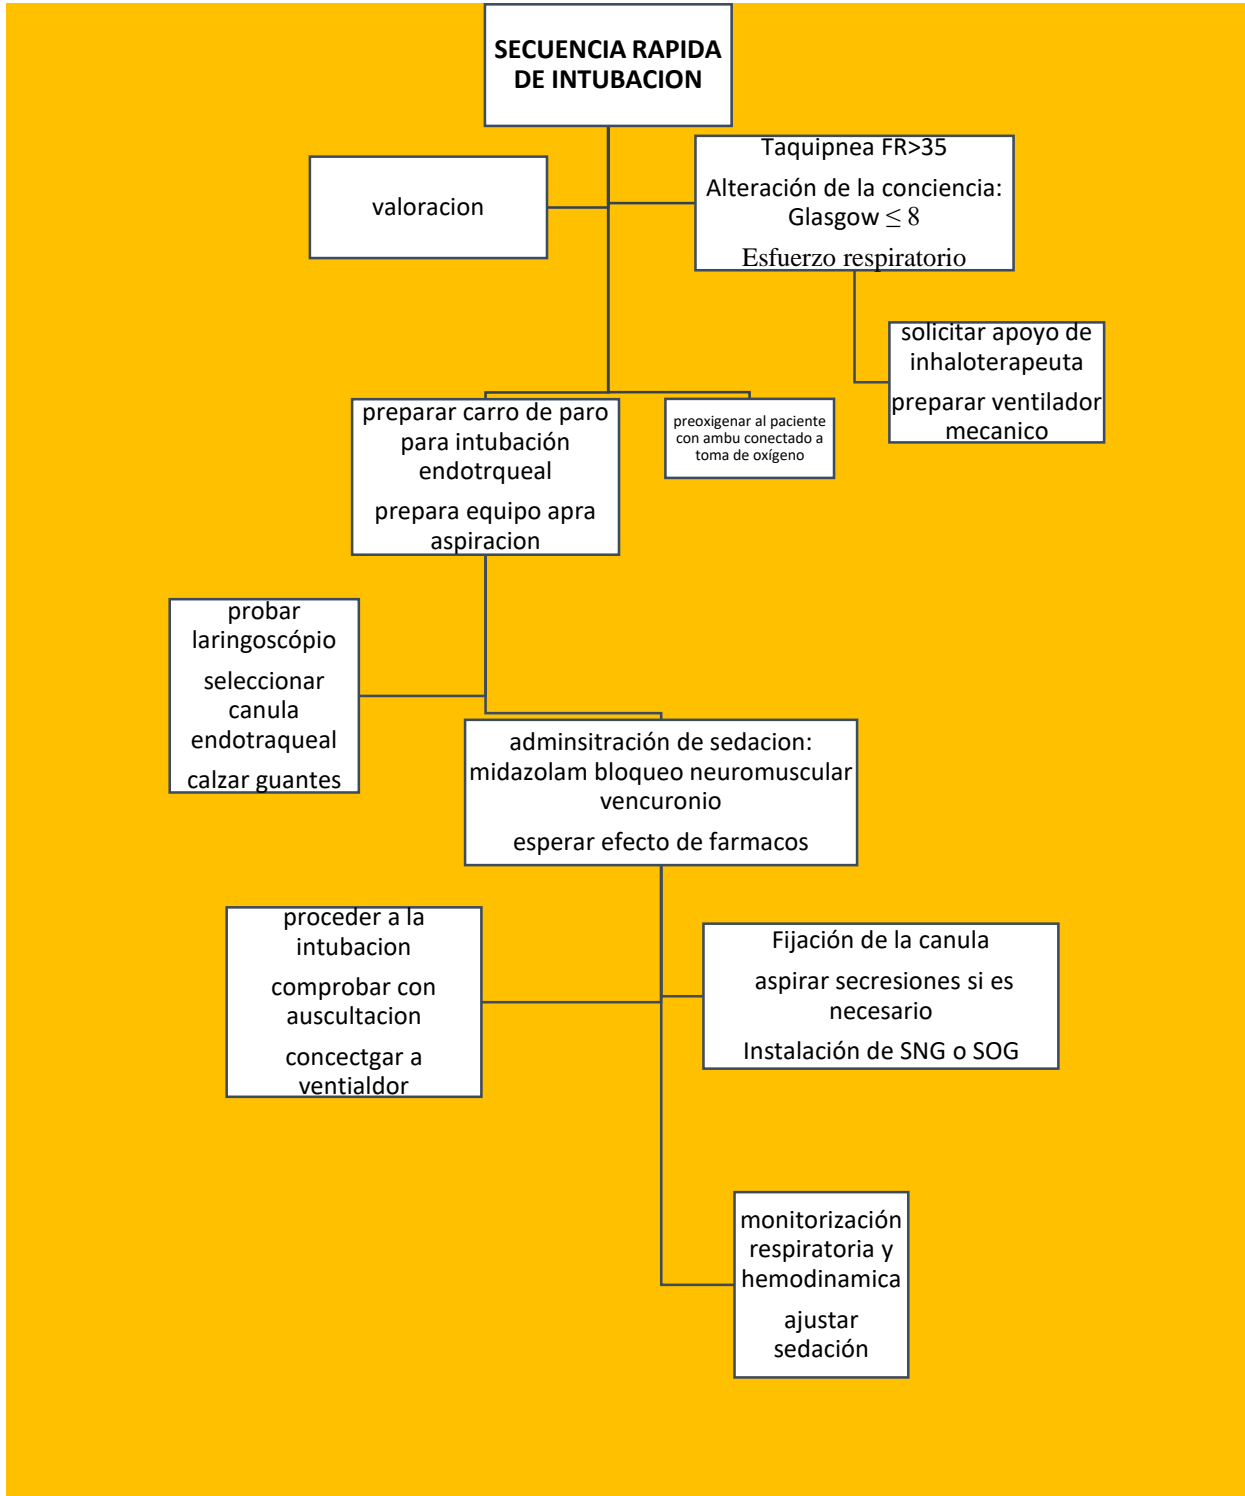 SECUENCIA RAPIDA
DE INTUBACION
valoracion
Taquipnea FR>35
Alteración de la conciencia:
Glasgow ≤ 8
Esfuerzo respiratorio
solicitar apoyo de
inhaloterapeuta
preparar ventilador
mecanico
preparar carro de paro
para intubación
endotrqueal
prepara equipo apra
aspiracion
preoxigenar al paciente
con ambu conectado a
toma de oxígeno
probar
laringoscópio
seleccionar
canula
endotraqueal
calzar guantes
adminsitración de sedacion:
midazolam bloqueo neuromuscular
vencuronio
esperar efecto de farmacos
proceder a la
intubacion
comprobar con
auscultacion
concectgar a
ventialdor
Fijación de la canula
aspirar secresiones si es
necesario
Instalación de SNG o SOG
monitorización
respiratoria y
hemodinamica
ajustar
sedación